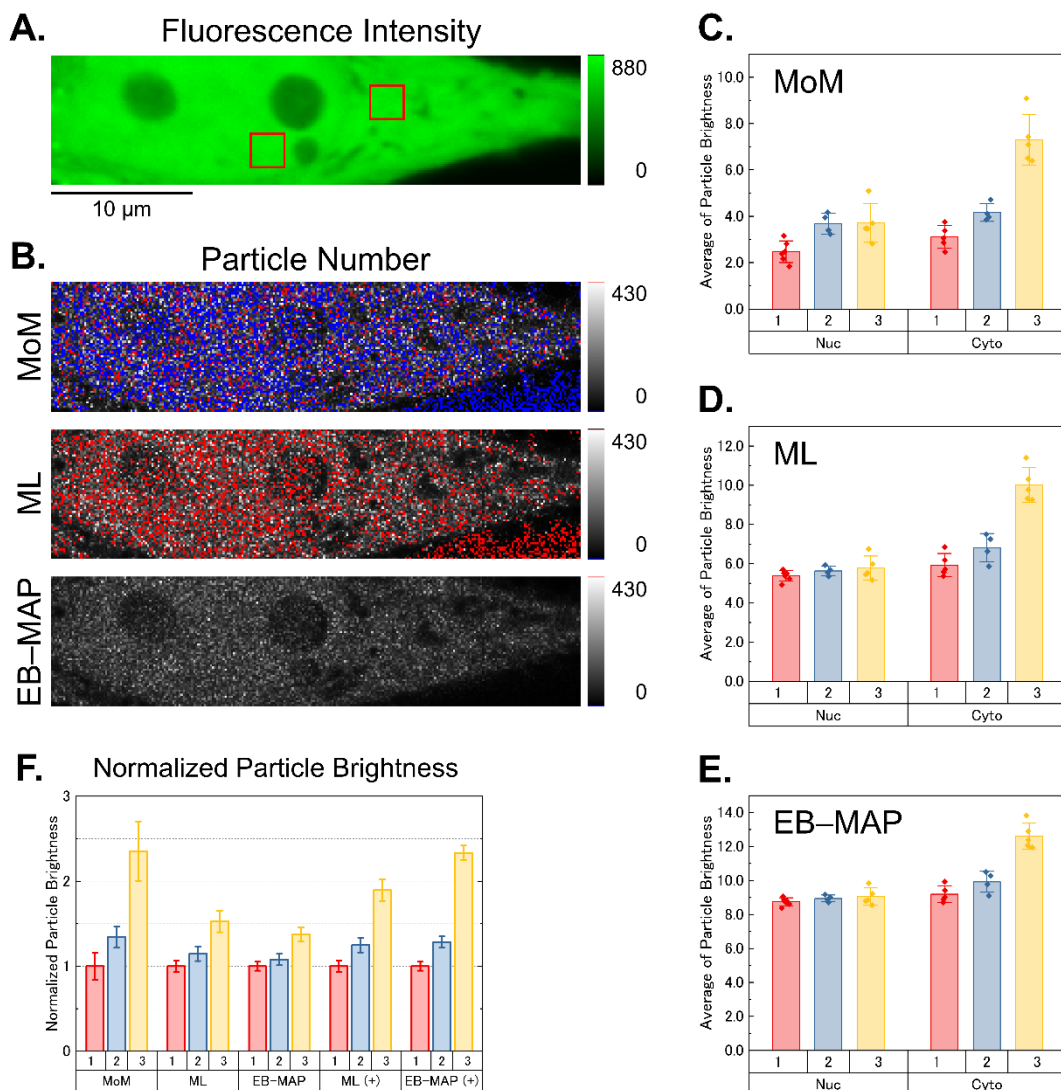 A.
Fluorescence Intensity
880
0
10 µm
B.
Particle Number
MoM
430
0
ML
430
0
EB–MAP
430
0
C.
MoM
Average of Particle Brightness
10.0
8.0
6.0
4.0
2.0
0.0
1 2 3 1 2 3
Nuc Cyto
D.
ML
Average of Particle Brightness
12.0
10.0
8.0
6.0
4.0
2.0
0.0
1 2 3 1 2 3
Nuc Cyto
E.
EB–MAP
Average of Particle Brightness
14.0
12.0
10.0
8.0
6.0
4.0
2.0
0.0
1 2 3 1 2 3
Nuc Cyto
F.
Normalized Particle Brightness
Normalized Particle Brightness
3
2
1
0
1 2 3 1 2 3 1 2 3 1 2 3 1 2 3
MoM ML EB-MAP ML (+) EB-MAP (+)